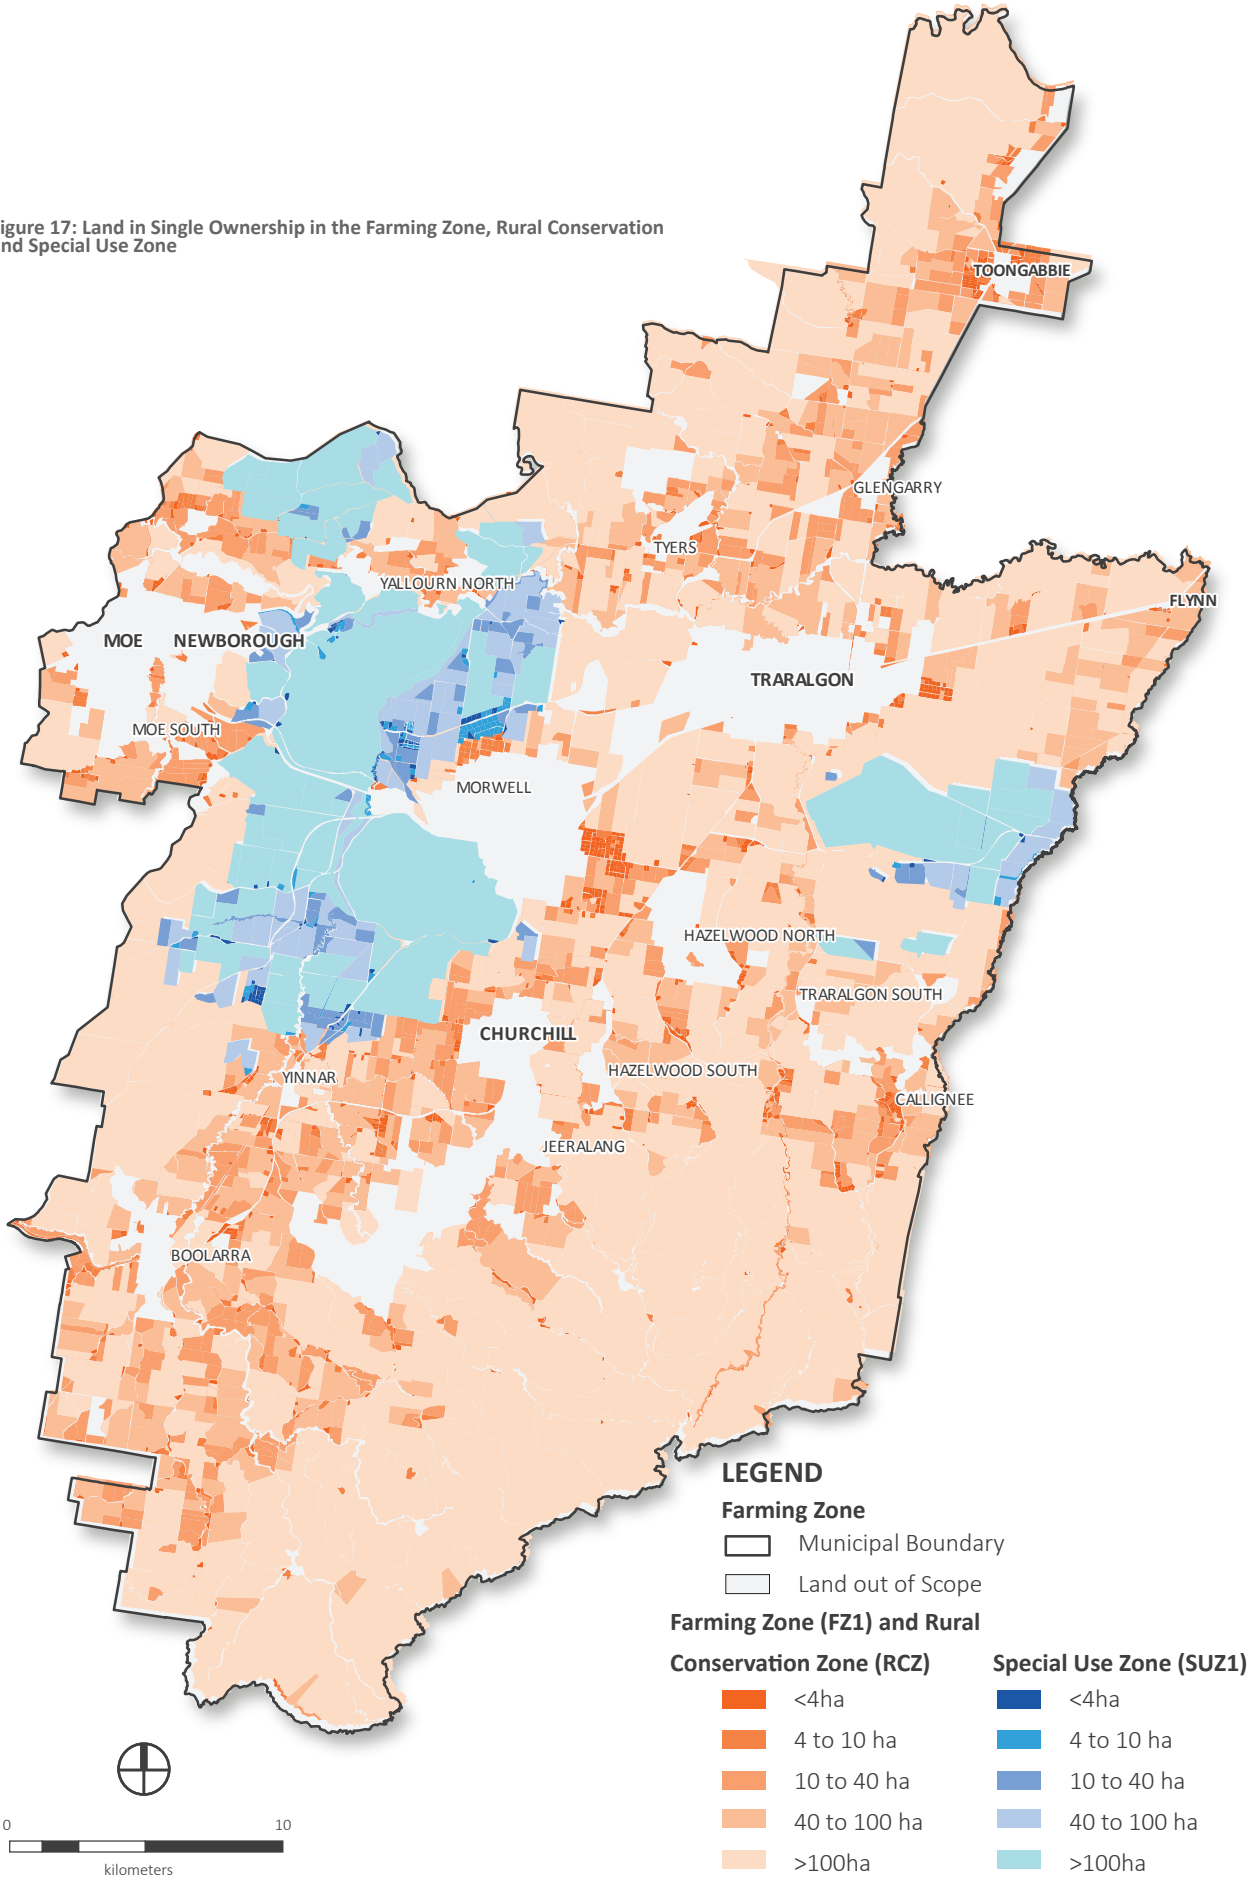 igure 17: Land in Single Ownership in the Farming Zone, Rural Conservation
nd Special Use Zone
TOONGABBIE
GLENGARRY
TYERS
YALLOURN NORTH
FLYNN
MOE
NEWBOROUGH
TRARALGON
MOE SOUTH
MORWELL
HAZELWOOD NORTH
TRARALGON SOUTH
CHURCHILL
HAZELWOOD SOUTH
YINNAR
CALLIGNEE
JEERALANG
BOOLARRA
LEGEND
Farming Zone
Municipal Boundary
Land out of Scope
Farming Zone (FZ1) and Rural
Conservation Zone (RCZ)
<4ha
4 to 10 ha
10 to 40 ha
40 to 100 ha
>100ha
Special Use Zone (SUZ1)
<4ha
4 to 10 ha
10 to 40 ha
40 to 100 ha
>100ha
0 10
kilometers